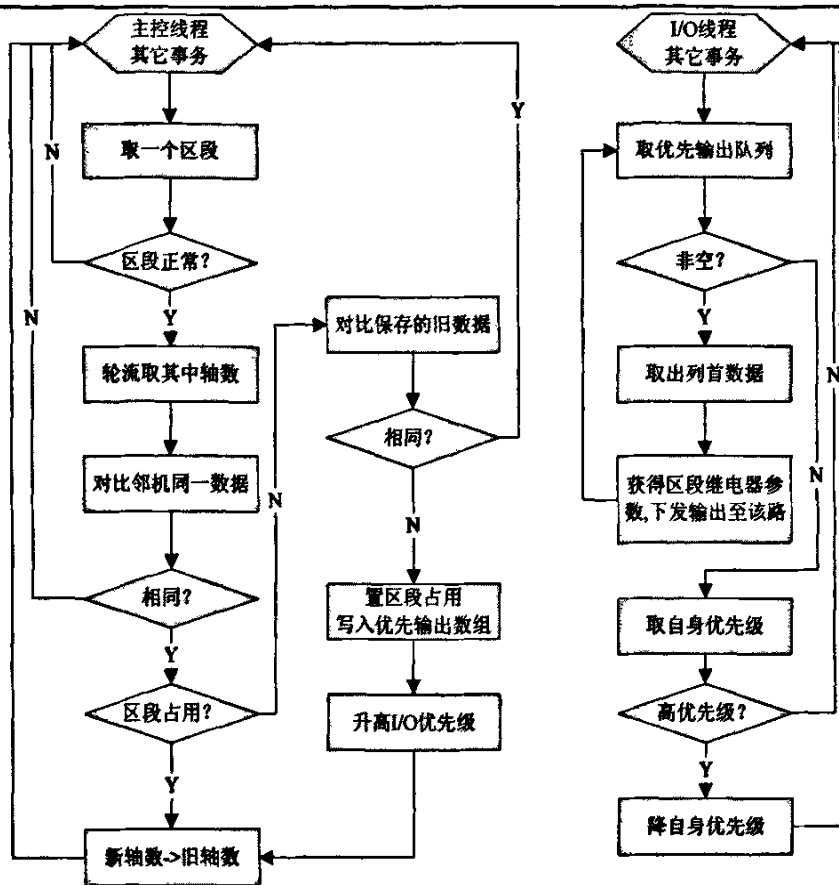 主控线程
其它事务
取一个区段
N
区段正常?
Y
轮流取其中轴数
对比邻机同一数据
N
相同?
Y
区段占用?
N
Y
新轴数->旧轴数
对比保存的旧数据
相同?
Y
N
置区段占用
写入优先输出数组
升高I/O优先级
I/O线程
其它事务
取优先输出队列
非空?
Y
取出列首数据
获得区段继电器参
数,下发输出至该路
N
取自身优先级
高优先级?
N
Y
降自身优先级